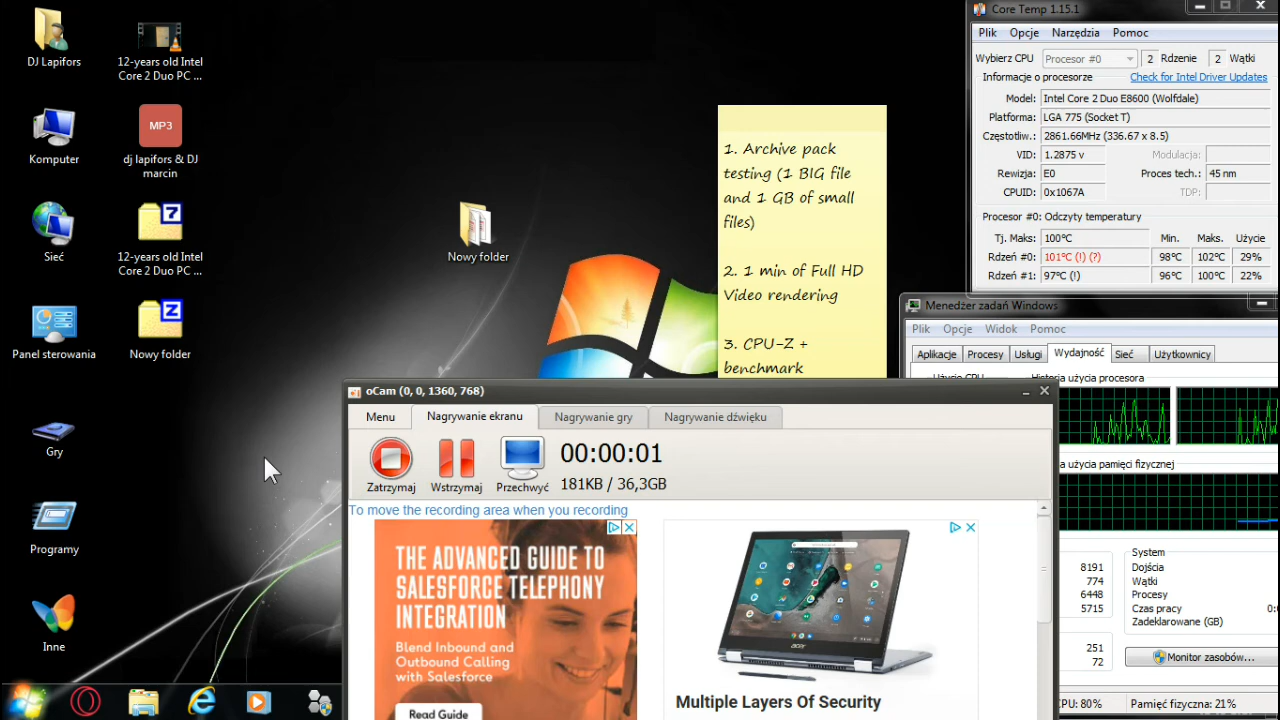 DJ Lapifors
12-years old Intel
Core 2 Duo PC ...
Komputer
MP3
dj lapifors & DJ
marcin
Sieć
7
12-years old Intel
Core 2 Duo PC ...
Panel sterowania
Z
Nowy folder
Gry
Programy
Inne
Nowy folder
1. Archive pack
testing (1 BIG file
and 1 GB of small
files)
2. 1 min of Full HD
Video rendering
3. CPU-Z +
benchmark
Core Temp 1.15.1
Plik Opcje Narzędzia Pomoc
Wybierz CPU Procesor #0 2 Rdzenie 2 Wątki
Informacje o procesorze Check for Intel Driver Updates
Model: Intel Core 2 Duo E8600 (Wolfdale)
Platforma: LGA 775 (Socket T)
Częstotliw.: 2861.66MHz (336.67 x 8.5)
VID: 1.2875 v Modulacja:
Rewizja: E0 Proces tech.: 45 nm
CPUID: 0x1067A TDP:
Procesor #0: Odczyty temperatury
Tj. Maks: 100°C Min. Maks. Użycie
Rdzeń #0: 101°C (!) (?) 98°C 102°C 29%
Rdzeń #1: 97°C (!) 96°C 100°C 22%
Menedżer zadań Windows
Plik Opcje Widok Pomoc
Aplikacje Procesy Usługi Wydajność Sieć Użytkownicy
Użycie CPU Historia użycia procesora
użycia pamięci fizycznej
8191
774
6448
5715
251
72
System
Dojścia
Wątki
Procesy
Czas pracy 0:
Zadeklarowane (GB)
Monitor zasobów...
CPU: 80% Pamięć fizyczna: 21%
oCam (0, 0, 1360, 768)
Menu Nagrywanie ekranu Nagrywanie gry Nagrywanie dźwięku
Zatrzymaj Wstrzymaj Przechwyć
00:00:01
181KB / 36,3GB
To move the recording area when you recording
THE ADVANCED GUIDE TO
SALESFORCE TELEPHONY
INTEGRATION
Blend Inbound and
Outbound Calling
with Salesforce
Read Guide
acer
Multiple Layers Of Security